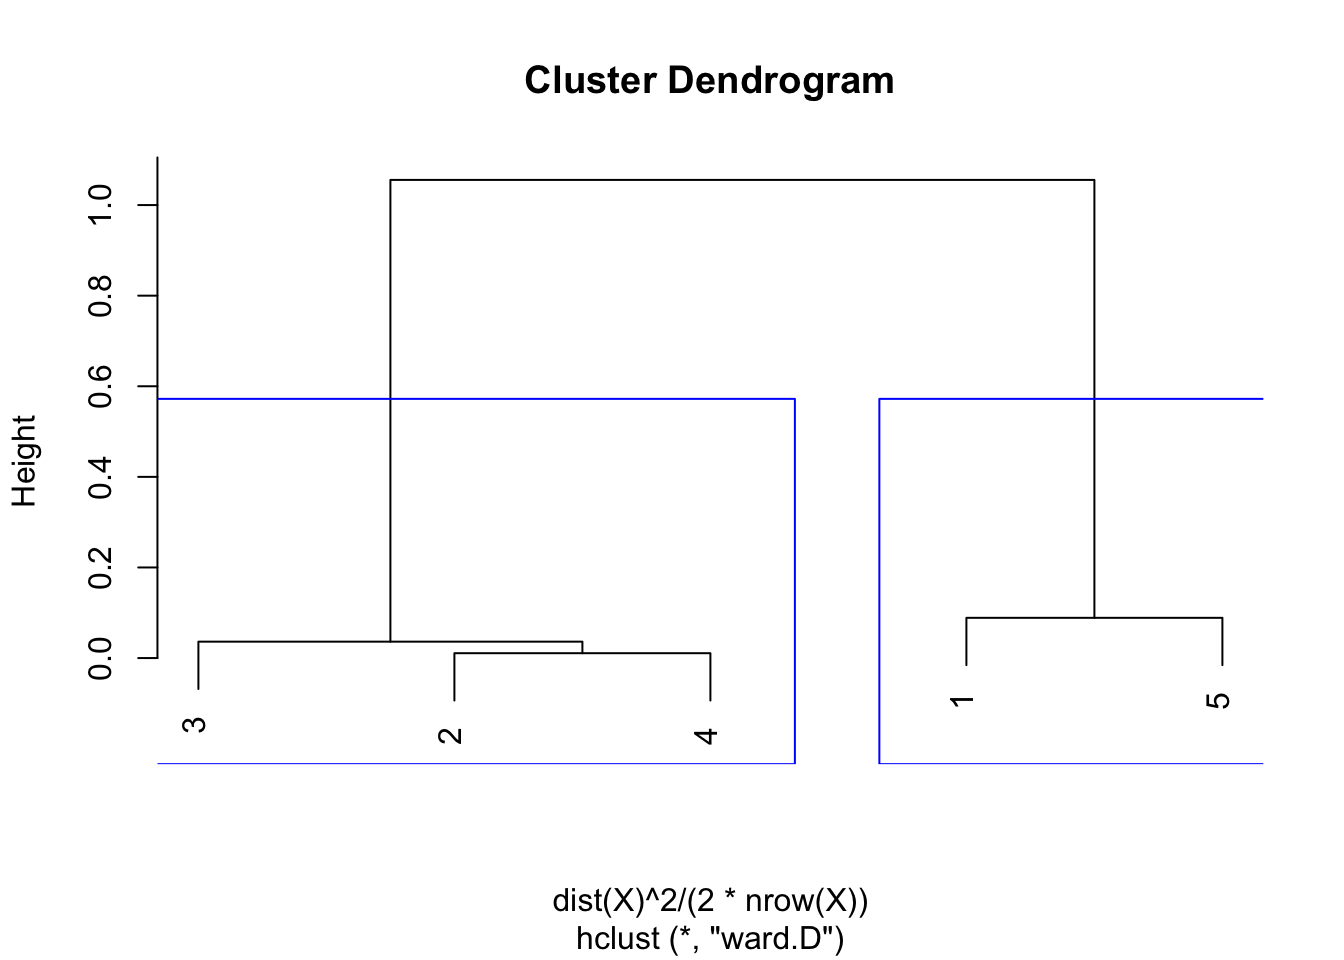 Cluster Dendrogram
Height
1.0
0.8
0.6
0.4
0.2
0.0
3
2
4
1
5
dist(X)^2/(2 * nrow(X))
hclust (*, "ward.D")